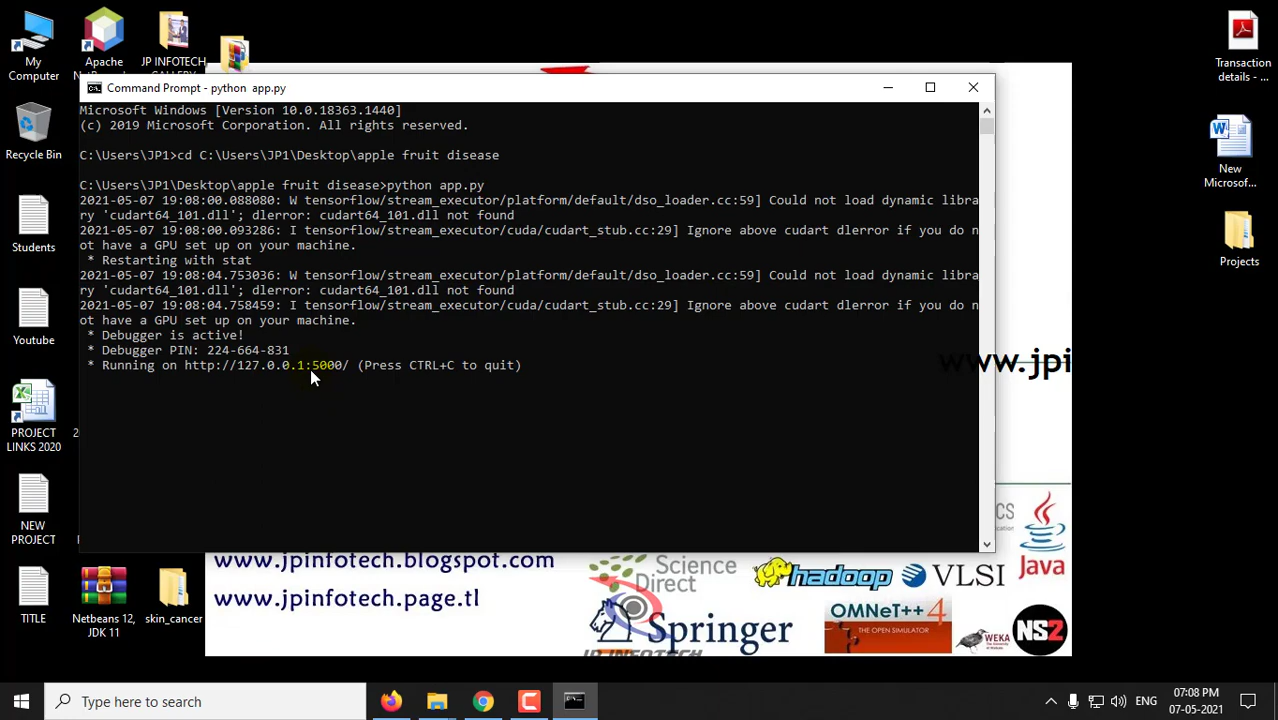 My
Computer
Apache
JP INFOTECH
Transaction
details - ...
Command Prompt - python  app.py
Microsoft Windows [Version 10.0.18363.1440]
(c) 2019 Microsoft Corporation. All rights reserved.
C:\Users\JP1>cd C:\Users\JP1\Desktop\apple fruit disease
C:\Users\JP1\Desktop\apple fruit disease>python app.py
2021-05-07 19:08:00.088080: W tensorflow/stream_executor/platform/default/dso_loader.cc:59] Could not load dynamic libra
ry 'cudart64_101.dll'; dlerror: cudart64_101.dll not found
2021-05-07 19:08:00.093286: I tensorflow/stream_executor/cuda/cudart_stub.cc:29] Ignore above cudart dlerror if you do n
ot have a GPU set up on your machine.
* Restarting with stat
2021-05-07 19:08:04.753036: W tensorflow/stream_executor/platform/default/dso_loader.cc:59] Could not load dynamic libra
ry 'cudart64_101.dll'; dlerror: cudart64_101.dll not found
2021-05-07 19:08:04.758459: I tensorflow/stream_executor/cuda/cudart_stub.cc:29] Ignore above cudart dlerror if you do n
ot have a GPU set up on your machine.
* Debugger is active!
* Debugger PIN: 224-664-831
* Running on http://127.0.0.1:5000/ (Press CTRL+C to quit)
Recycle Bin
Students
Youtube
PROJECT
LINKS 2020
NEW
PROJECT
TITLE
Netbeans 12,
JDK 11
skin_cancer
New
Microsof...
Projects
www.jpi
www.jpinfotech.blogspot.com
www.jpinfotech.page.tl
Science
Direct
Springer
JP INFOTECH
hadoop
VLSI
Java
OMNet++ 4
THE OPEN SIMULATOR
WEKA
NS2
Type here to search
ENG
07:08 PM
07-05-2021